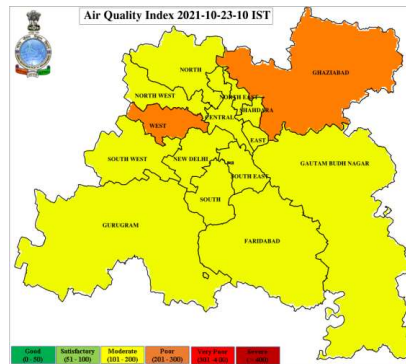 Air Quality Index 2021-10-23-10 IST
NORTH
GHAZIABAD
NORTH WEST
NORTH EAST
SHAHDARA
WEST
CENTRAL
EAST
SOUTH WEST
NEW DELHI
GAUTAM BUDH NAGAR
SOUTH EAST
SOUTH
GURUGRAM
FARIDABAD
Good
(0 - 50)
Satisfactory
(51 - 100)
Moderate
(101 - 200)
Poor
(201 - 300)
Very Poor